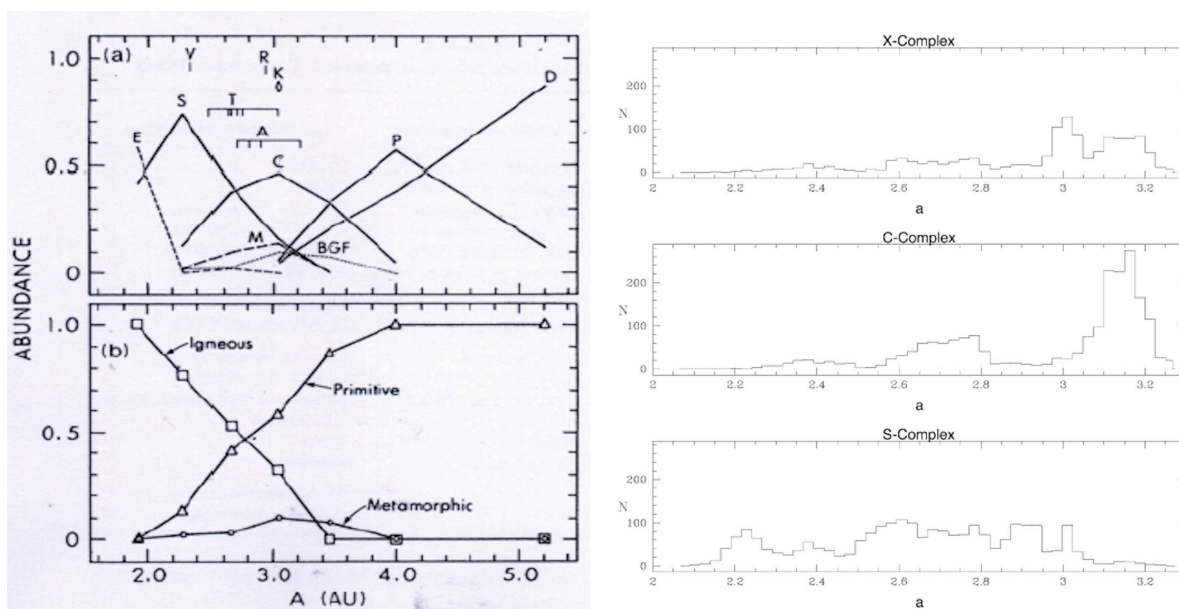 (a)
V
R
K
S
T
D
E
A
P
C
M
BGF
1.0
0.5
0
ABUNDANCE
(b)
Igneous
Primitive
Metamorphic
1.0
0.5
0
2.0 3.0 4.0 5.0
A (AU)
X-Complex
200
N
100
0
2 2.2 2.4 2.6 2.8 3 3.2
a
C-Complex
200
N
100
0
2 2.2 2.4 2.6 2.8 3 3.2
a
S-Complex
200
N
100
0
2 2.2 2.4 2.6 2.8 3 3.2
a